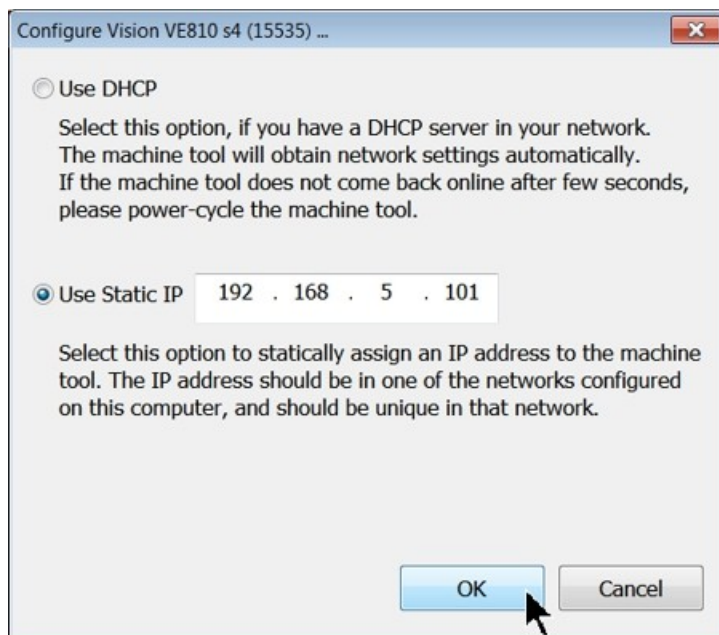 Configure Vision VE810 s4 (15535) ...
Use DHCP
Select this option, if you have a DHCP server in your network.
The machine tool will obtain network settings automatically.
If the machine tool does not come back online after few seconds,
please power-cycle the machine tool.
Use Static IP 192 . 168 . 5 . 101
Select this option to statically assign an IP address to the machine
tool. The IP address should be in one of the networks configured
on this computer, and should be unique in that network.
OK Cancel